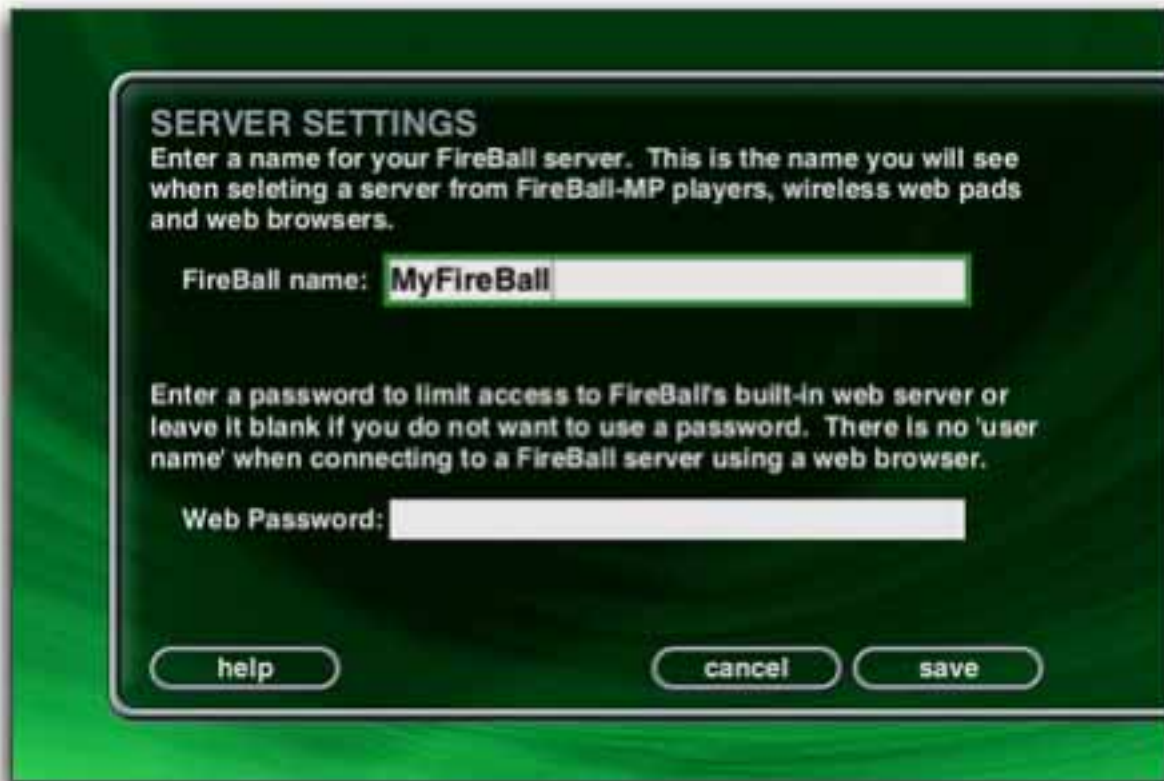 SERVER SETTINGS
Enter a name for your FireBall server. This is the name you will see
when seleting a server from FireBall-MP players, wireless web pads
and web browsers.
FireBall name: MyFireBall
Enter a password to limit access to FireBall's built-in web server or
leave it blank if you do not want to use a password. There is no 'user
name' when connecting to a FireBall server using a web browser.
Web Password:
help cancel save